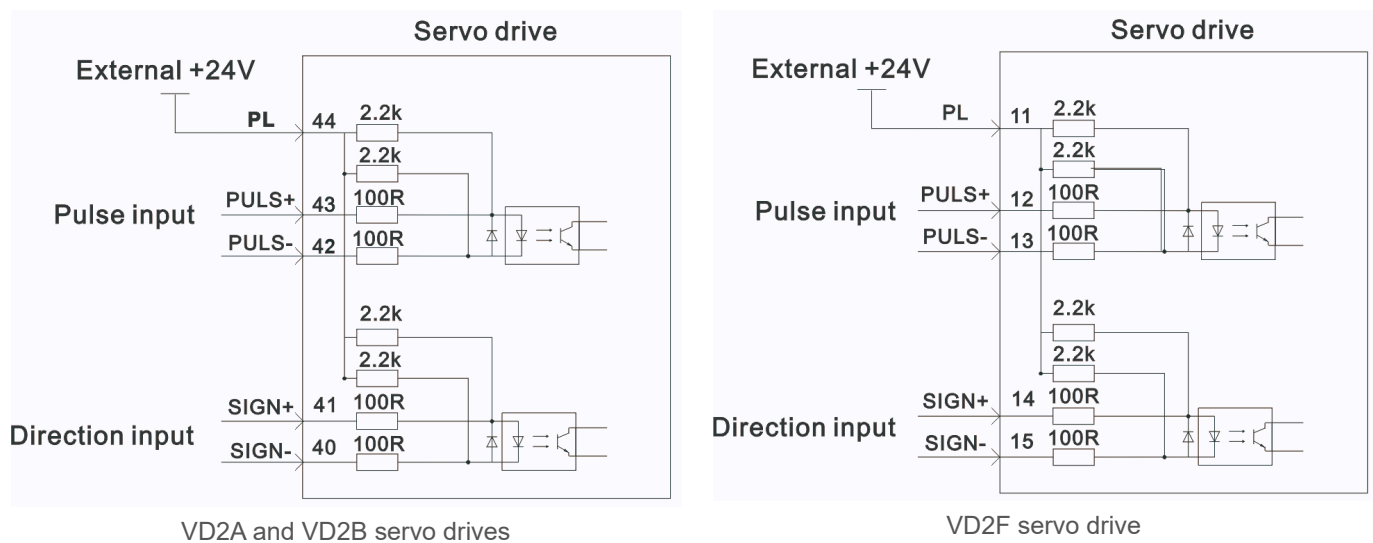 Servo drive
External +24V
PL 44 2.2k
2.2k
PULS+ 43 100R
Pulse input
PULS- 42 100R
2.2k
2.2k
SIGN+ 41 100R
Direction input
SIGN- 40 100R
VD2A and VD2B servo drives
Servo drive
External +24V
PL 11 2.2k
2.2k
PULS+ 12 100R
Pulse input
PULS- 13 100R
2.2k
2.2k
SIGN+ 14 100R
Direction input
SIGN- 15 100R
VD2F servo drive